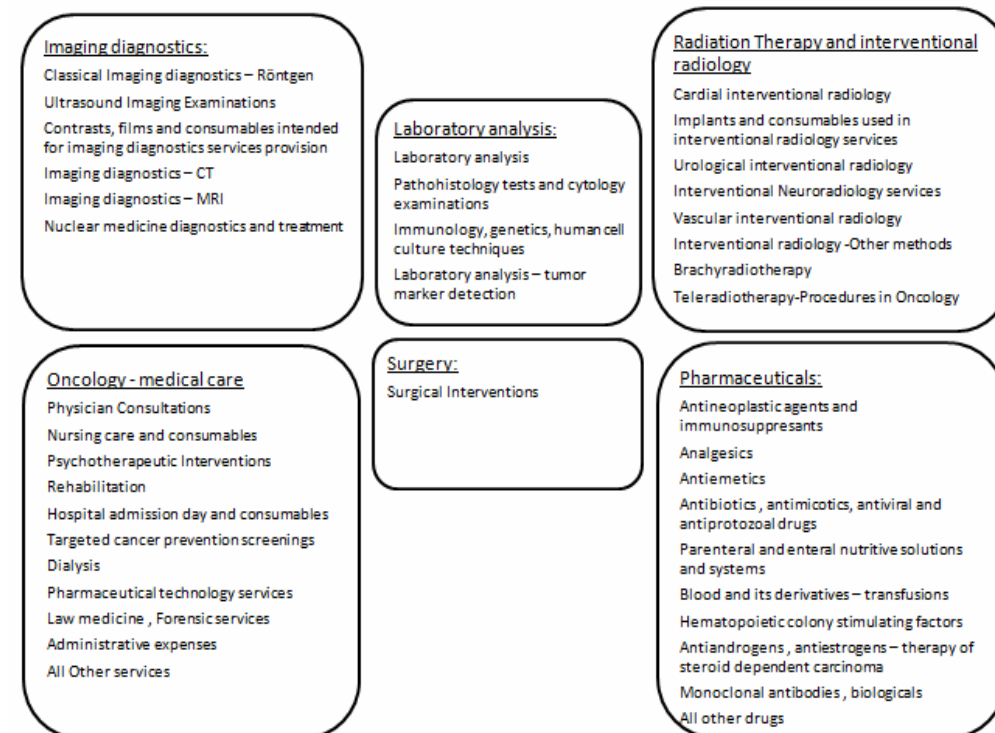 Imaging diagnostics:
Classical Imaging diagnostics – Röntgen
Ultrasound Imaging Examinations
Contrasts, films and consumables intended
for imaging diagnostics services provision
Imaging diagnostics – CT
Imaging diagnostics – MRI
Nuclear medicine diagnostics and treatment
Laboratory analysis:
Laboratory analysis
Pathohistology tests and cytology
examinations
Immunology, genetics, human cell
culture techniques
Laboratory analysis – tumor
marker detection
Radiation Therapy and interventional
radiology
Cardial interventional radiology
Implants and consumables used in
interventional radiology services
Urological interventional radiology
Interventional Neuroradiology services
Vascular interventional radiology
Interventional radiology -Other methods
Brachyradiotherapy
Teleradiotherapy-Procedures in Oncology
Oncology - medical care
Physician Consultations
Nursing care and consumables
Psychotherapeutic Interventions
Rehabilitation
Hospital admission day and consumables
Targeted cancer prevention screenings
Dialysis
Pharmaceutical technology services
Law medicine , Forensic services
Administrative expenses
All Other services
Surgery:
Surgical Interventions
Pharmaceuticals:
Antineoplastic agents and
immunosuppresants
Analgesics
Antiemetics
Antibiotics , antimicotics, antiviral and
antiprotozoal drugs
Parenteral and enteral nutritive solutions
and systems
Blood and its derivatives – transfusions
Hematopoietic colony stimulating factors
Antiandrogens , antiestrogens – therapy of
steroid dependent carcinoma
Monoclonal antibodies , biologicals
All other drugs